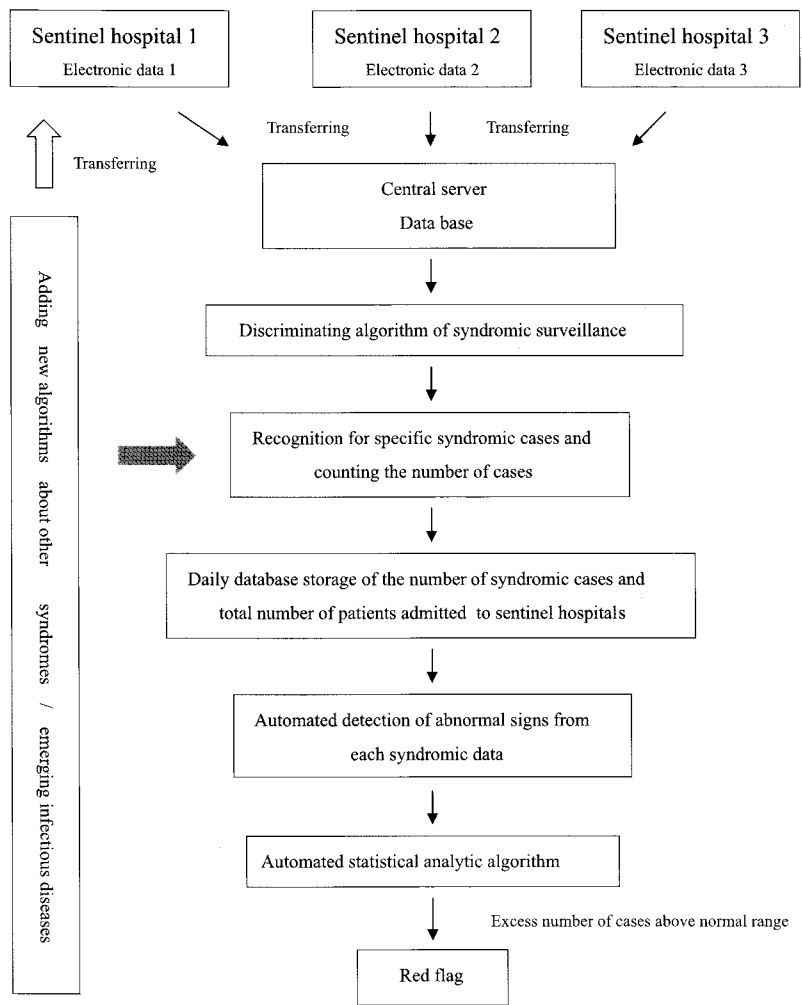 Sentinel hospital 1
Electronic data 1
Sentinel hospital 2
Electronic data 2
Sentinel hospital 3
Electronic data 3
Transferring
Transferring
Transferring
Central server
Data base
Discriminating algorithm of syndromic surveillance
Adding new algorithms about other syndromes / emerging infectious diseases
Recognition for specific syndromic cases and
counting the number of cases
Daily database storage of the number of syndromic cases and
total number of patients admitted to sentinel hospitals
Automated detection of abnormal signs from
each syndromic data
Automated statistical analytic algorithm
Excess number of cases above normal range
Red flag